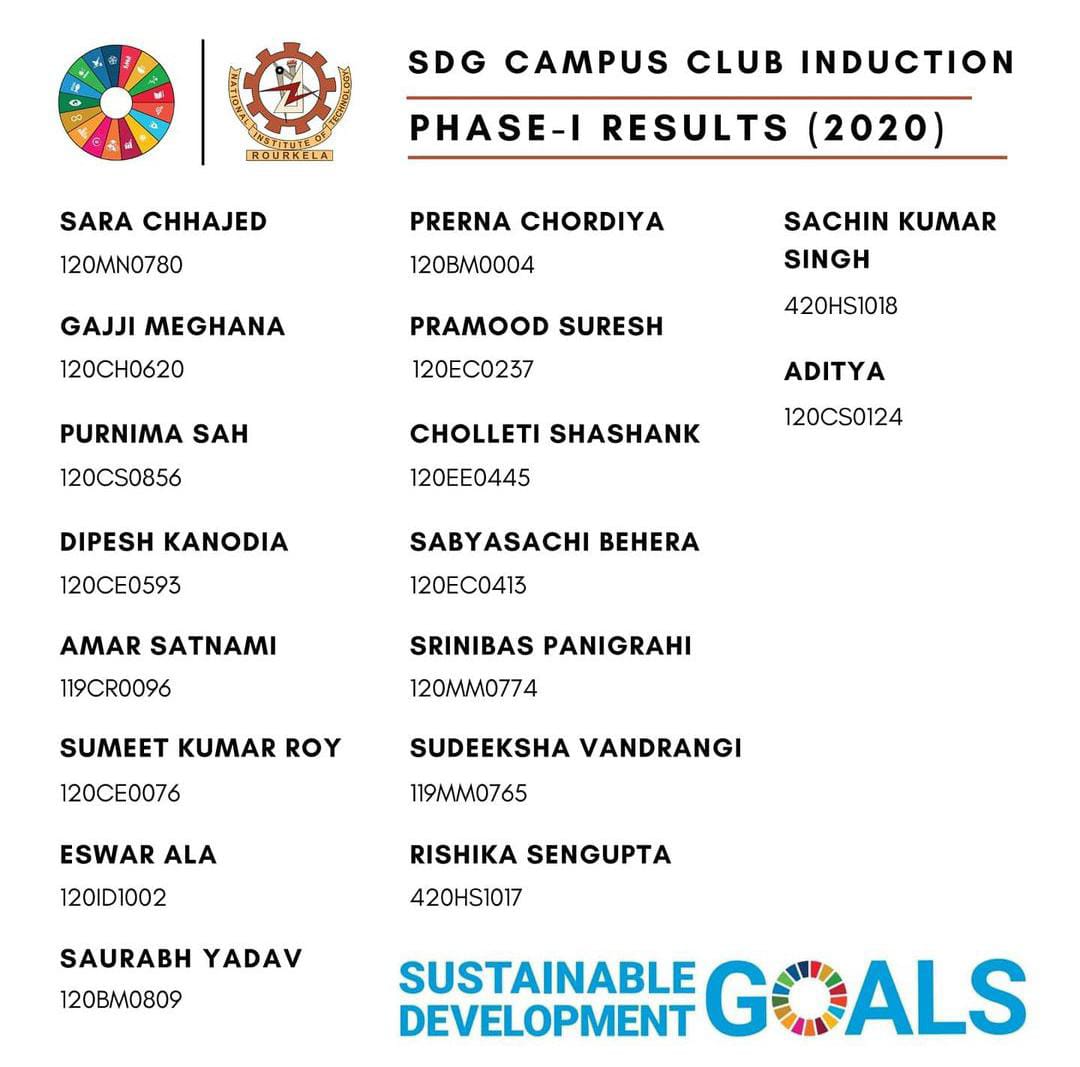 NATIONAL INSTITUTE OF TECHNOLOGY
ROURKELA
SDG CAMPUS CLUB INDUCTION
PHASE-I RESULTS (2020)
SARA CHHAJED
120MN0780
GAJJI MEGHANA
120CH0620
PURNIMA SAH
120CS0856
DIPESH KANODIA
120CE0593
AMAR SATNAMI
119CR0096
SUMEET KUMAR ROY
120CE0076
ESWAR ALA
120ID1002
SAURABH YADAV
120BM0809
PRERNA CHORDIYA
120BM0004
PRAMOOD SURESH
120EC0237
CHOLLETI SHASHANK
120EE0445
SABYASACHI BEHERA
120EC0413
SRINIBAS PANIGRAHI
120MM0774
SUDEEKSHA VANDRANGI
119MM0765
RISHIKA SENGUPTA
420HS1017
SACHIN KUMAR
SINGH
420HS1018
ADITYA
120CS0124
SUSTAINABLE
DEVELOPMENT
GOALS